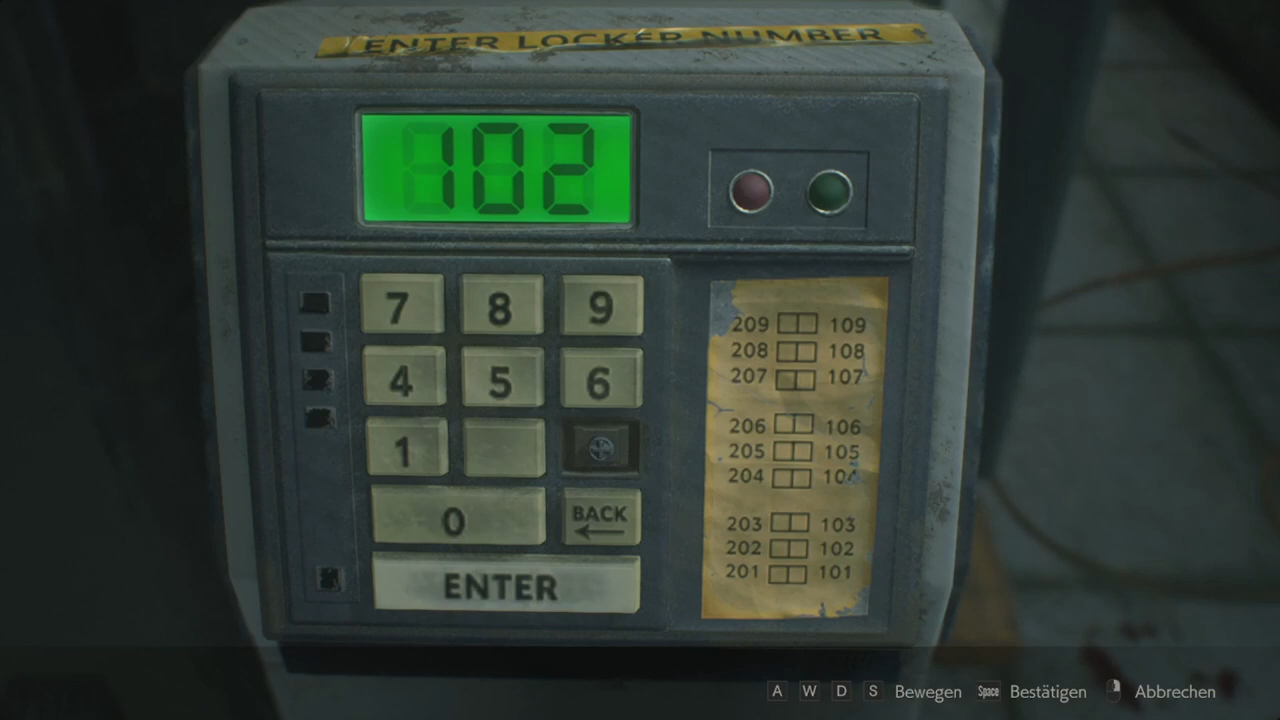 ENTER LOCKER NUMBER
102
7 8 9
4 5 6
1
0 BACK
ENTER
209 109
208 108
207 107
206 106
205 105
204 104
203 103
202 102
201 101
A W D S Bewegen Space Bestätigen Abbrechen